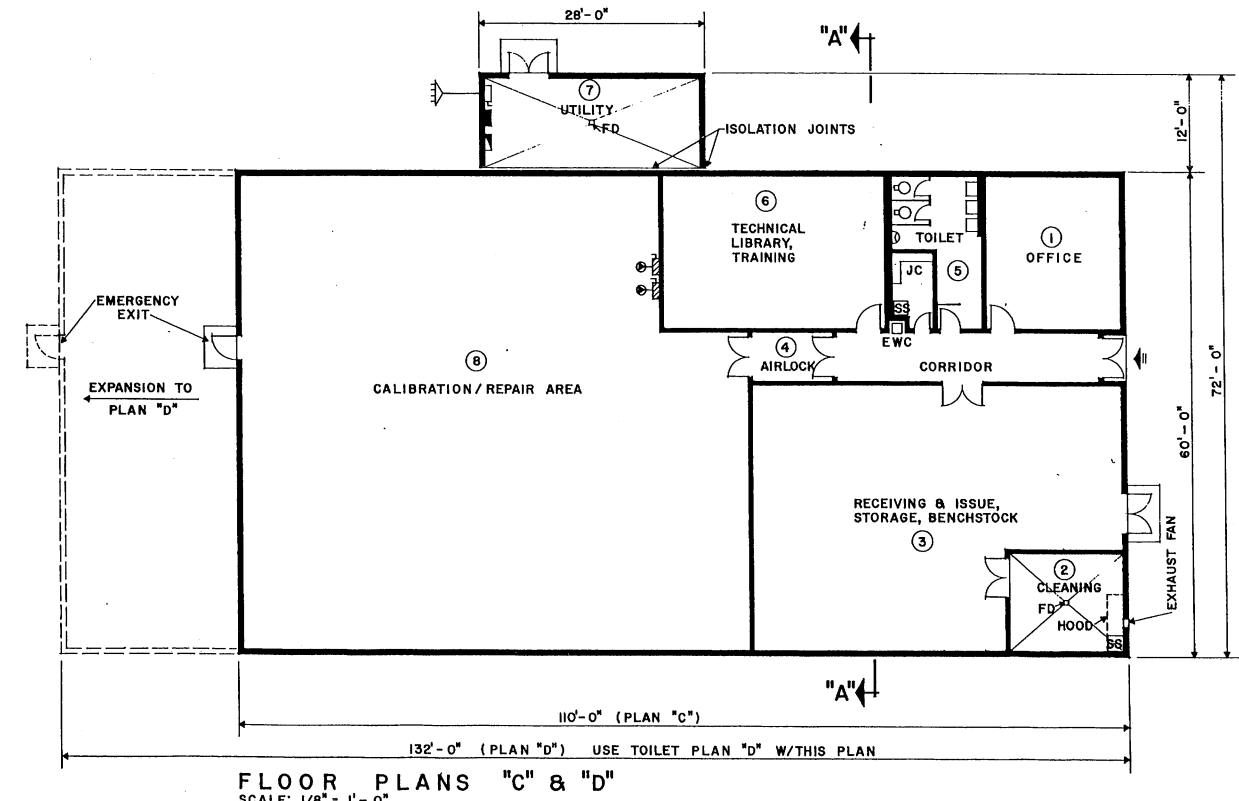 28'-0"
"A"
7
UTILITY
FD
ISOLATION JOINTS
12'-0"
6
TECHNICAL
LIBRARY,
TRAINING
TOILET
1
OFFICE
JC
5
SS
EWC
EMERGENCY
EXIT
4
AIRLOCK
CORRIDOR
8
CALIBRATION/REPAIR AREA
EXPANSION TO
PLAN "D"
72'-0"
60'-0"
RECEIVING & ISSUE,
STORAGE, BENCHSTOCK
3
2
CLEANING
FD
HOOD
SS
EXHAUST FAN
"A"
110'-0" (PLAN "C")
132'-0" (PLAN "D") USE TOILET PLAN "D" W/THIS PLAN
FLOOR PLANS "C" & "D"
SCALE: 1/8" = 1'-0"